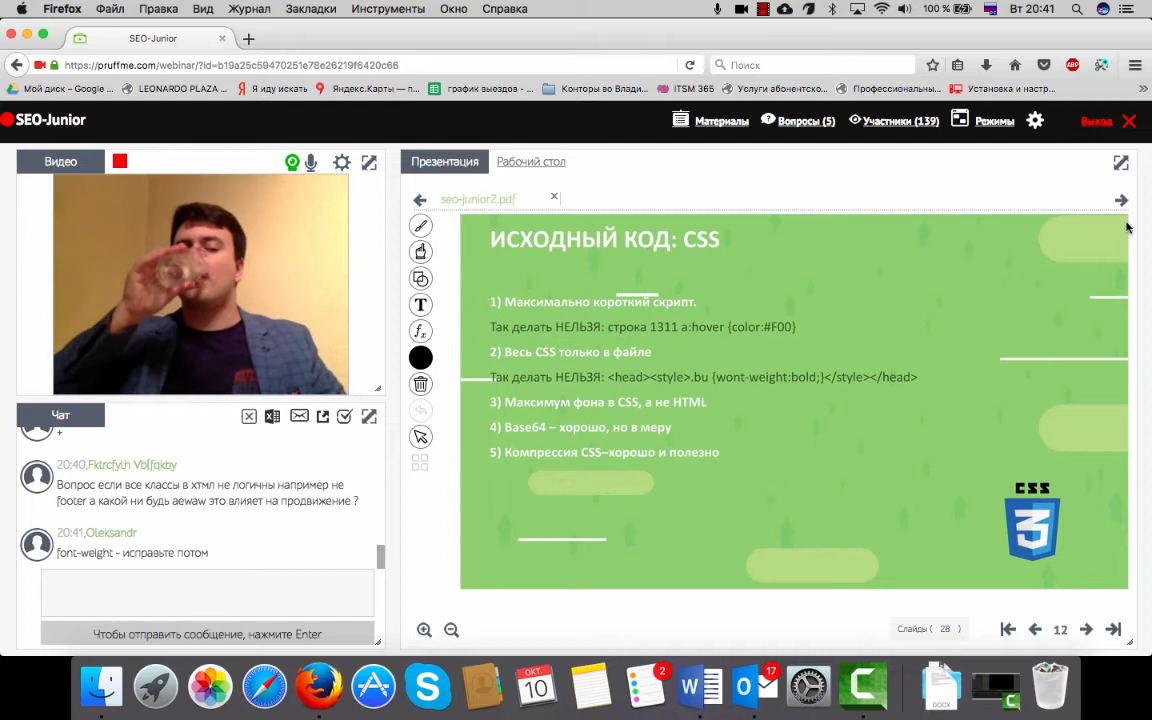 Firefox Файл Правка Вид Журнал Закладки Инструменты Окно Справка 100 % Вт 20:41
SEO-Junior
https://pruffme.com/webinar/?id=b19a25c59470251e78e26219f6420c66 Поиск
Мой диск – Google ... LEONARDO PLAZA ... Я иду искать Яндекс.Карты — п... график выездов - ... Конторы во Влади... ITSM 365 Услуги абонентско... Профессиональны... Установка и настр...
SEO-Junior Материалы Вопросы (5) Участники (139) Режимы Выход
Видео
Презентация Рабочий стол
seo-junior2.pdf
ИСХОДНЫЙ КОД: CSS
1) Максимально короткий скрипт.
Так делать НЕЛЬЗЯ: строка 1311 a:hover {color:#F00}
2) Весь CSS только в файле
Так делать НЕЛЬЗЯ: <head><style>.bu {wont-weight:bold;}</style></head>
3) Максимум фона в CSS, а не HTML
4) Base64 – хорошо, но в меру
5) Компрессия CSS–хорошо и полезно
CSS
3
T
fx
Чат
+
20:40,Fktrcfylh Vb[fqkby
Вопрос если все классы в хтмл не логичны например не
footer а какой ни будь aewaw это влияет на продвижение ?
20:41,Oleksandr
font-weight - исправьте потом
Чтобы отправить сообщение, нажмите Enter
Слайды ( 28 )
12
ОКТ
10
2
17
DOCX